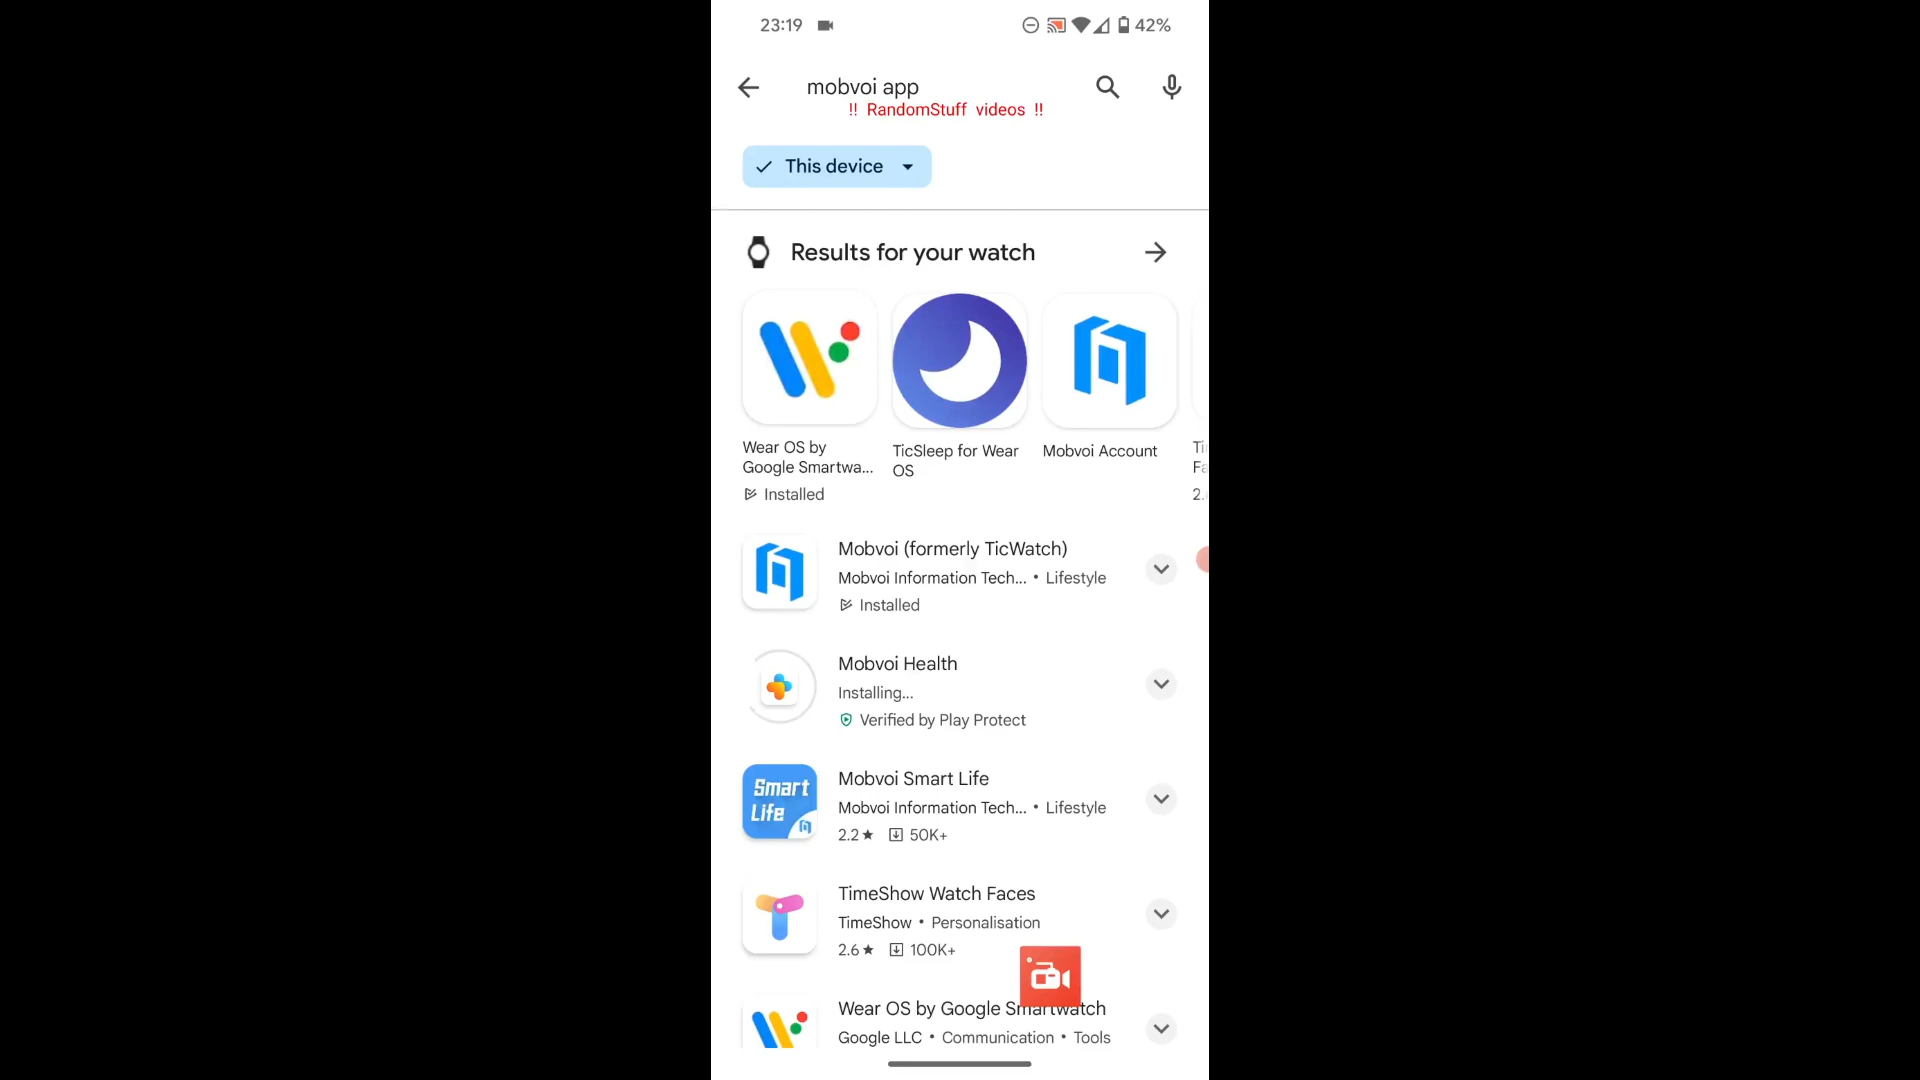 23:19
42%
mobvoi app
!! RandomStuff videos !!
This device
Results for your watch
Wear OS by
Google Smartwa...
Installed
TicSleep for Wear
OS
Mobvoi Account
Ti
Fa
2.
Mobvoi (formerly TicWatch)
Mobvoi Information Tech... • Lifestyle
Installed
Mobvoi Health
Installing...
Verified by Play Protect
Smart
Life
Mobvoi Smart Life
Mobvoi Information Tech... • Lifestyle
2.2★ 50K+
TimeShow Watch Faces
TimeShow • Personalisation
2.6★ 100K+
Wear OS by Google Smartwatch
Google LLC • Communication • Tools